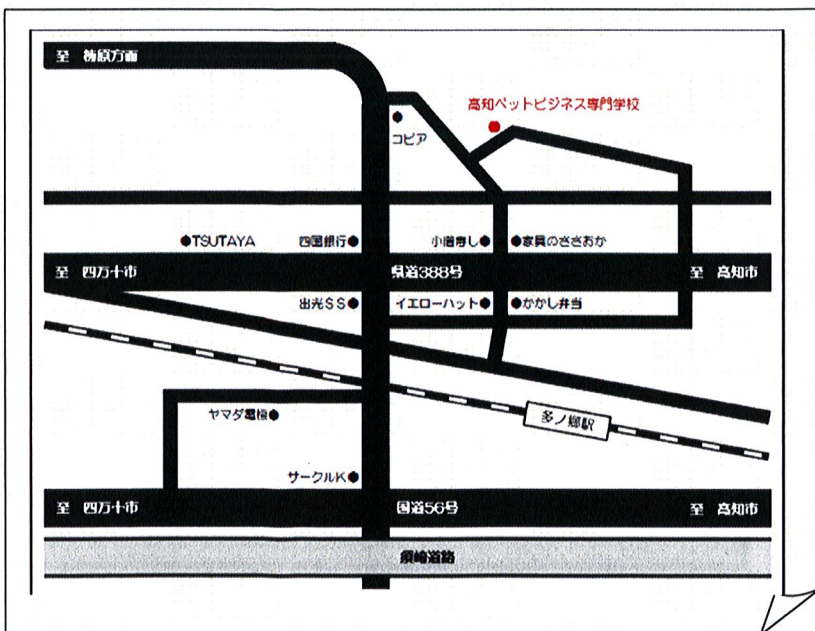 至 梼原方面
高知ペットビジネス専門学校
コピア
●TSUTAYA
四国銀行●
小僧寿し●
●家具のささおか
至 四万十市
県道388号
至 高知市
出光SS●
イエローハット●
●かかし弁当
ヤマダ電機●
多ノ郷駅
サークルK●
至 四万十市
国道56号
至 高知市
須崎道路